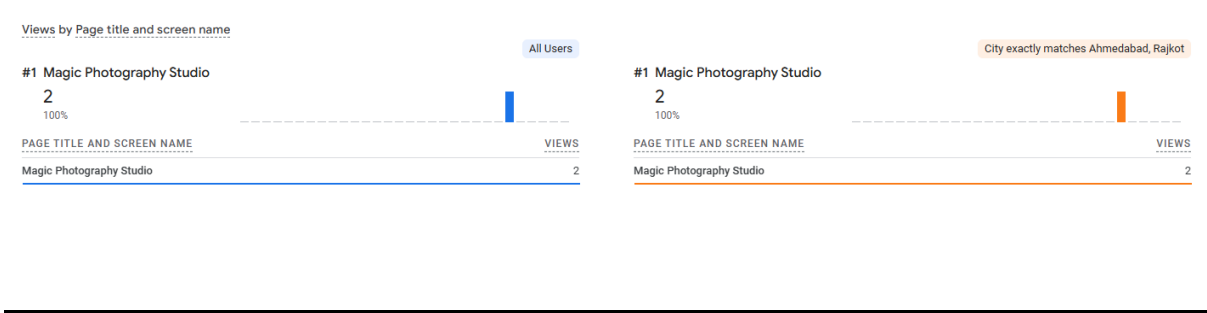 Views by Page title and screen name
All Users
#1 Magic Photography Studio
2
100%
PAGE TITLE AND SCREEN NAME VIEWS
Magic Photography Studio 2
City exactly matches Ahmedabad, Rajkot
#1 Magic Photography Studio
2
100%
PAGE TITLE AND SCREEN NAME VIEWS
Magic Photography Studio 2